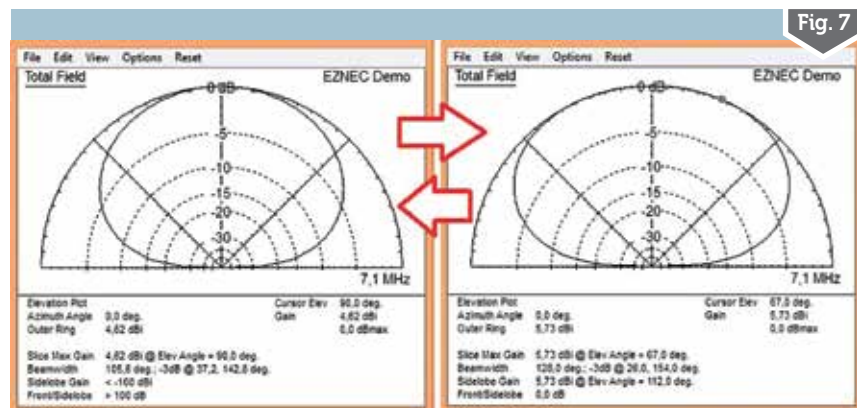 Fig. 7
File Edit View Options Reset
Total Field
EZNEC Demo
0 dB
-5
-10
-15
-20
-30
7,1 MHz
Elevation Plot
Cursor Elev 90,0 deg.
Azimuth Angle 0,0 deg.
Gain 4,62 dBi
Outer Ring 4,62 dBi
0,0 dBmax
Slice Max Gain 4,62 dBi @ Elev Angle = 90,0 deg.
Beamwidth 105,6 deg.; -3dB @ 37,2, 142,8 deg.
Sidelobe Gain < -100 dBi
Front/Sidelobe > 100 dB
File Edit View Options Reset
Total Field
EZNEC Demo
0 dB
-5
-10
-15
-20
-30
7,1 MHz
Elevation Plot
Cursor Elev 67,0 deg.
Azimuth Angle 0,0 deg.
Gain 5,73 dBi
Outer Ring 5,73 dBi
0,0 dBmax
Slice Max Gain 5,73 dBi @ Elev Angle = 67,0 deg.
Beamwidth 128,0 deg.; -3dB @ 26,0, 154,0 deg.
Sidelobe Gain 5,73 dBi @ Elev Angle = 112,0 deg.
Front/Sidelobe 0,0 dB